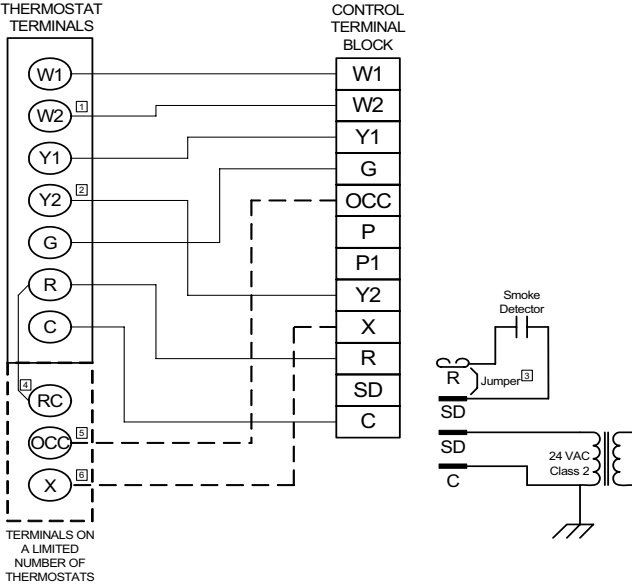 THERMOSTAT
TERMINALS
W1
W2 1
Y1
Y2 2
G
R
C
4
RC
OCC 5
X 6
TERMINALS ON
A LIMITED
NUMBER OF
THERMOSTATS
CONTROL
TERMINAL
BLOCK
W1
W2
Y1
G
OCC
P
P1
Y2
X
R
SD
C
Smoke
Detector
R
Jumper 3
SD
SD
C
24 VAC
Class 2